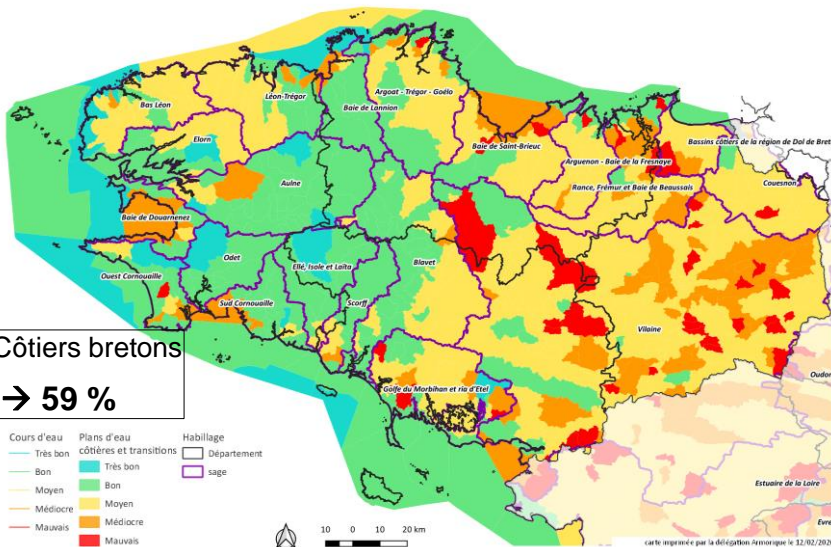 Bas Léon
Léon-Trégor
Baie de Lannion
Argoat - Trégor - Goëlo
Elorn
Aulne
Baie de Saint-Brieuc
Arguenon - Baie de la Fresnaye
Rance, Frémur et Baie de Beaussais
Bassins côtiers de la région de Dol de Bret
Couesnon
Baie de Douarnenez
Ouest Cornouaille
Odet
Sud Cornouaille
Ellé, Isole et Laïta
Scorff
Blavet
Vilaine
Golfe du Morbihan et ria d'Etel
Oudon
Estuaire de la Loire
Evre
Côtiers bretons
→ 59 %
Cours d'eau
Très bon
Bon
Moyen
Médiocre
Mauvais
Plans d'eau
côtières et transitions
Très bon
Bon
Moyen
Médiocre
Mauvais
Habillage
Département
sage
10 0 10 20 km
carte imprimée par la délégation Armorique le 12/02/202